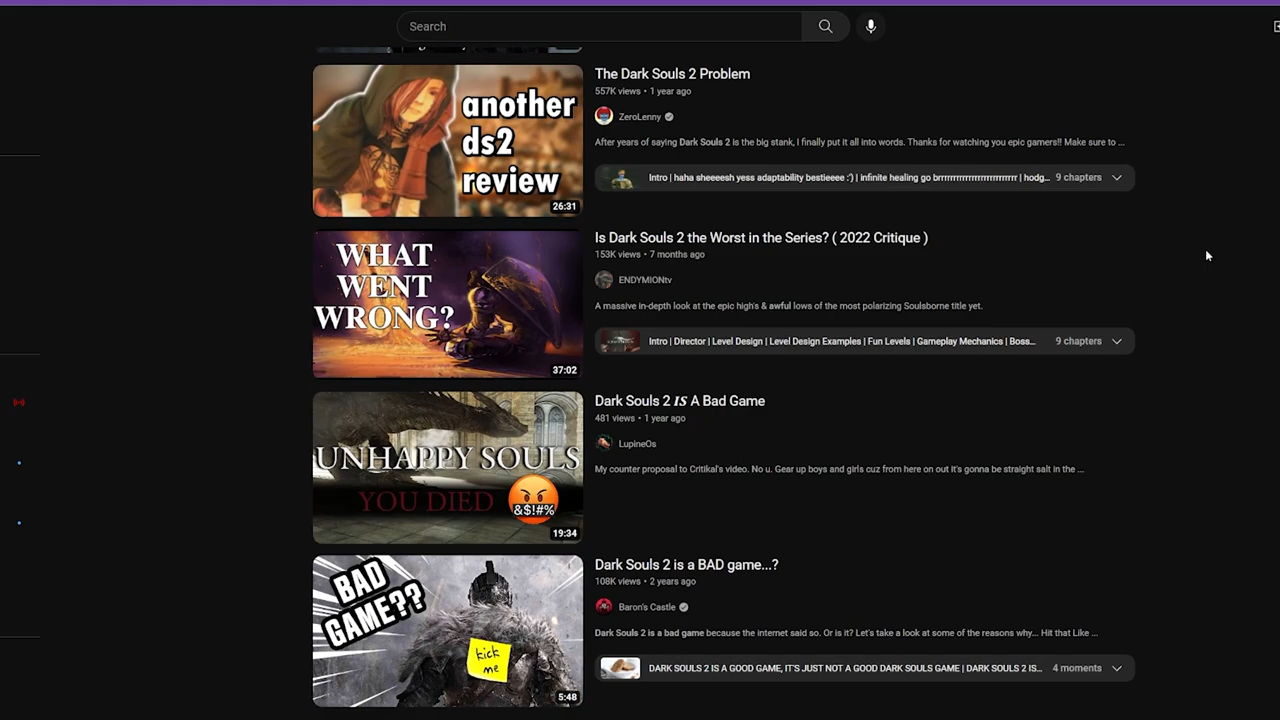 Search
The Dark Souls 2 Problem
557K views • 1 year ago
ZeroLenny
After years of saying Dark Souls 2 is the big stank, I finally put it all into words. Thanks for watching you epic gamers!! Make sure to ...
Intro | haha sheeeesh yess adaptability bestieeee :') | infinite healing go | hodg...
9 chapters
another
ds2
review
26:31
Is Dark Souls 2 the Worst in the Series? ( 2022 Critique )
153K views • 7 months ago
ENDYMIONtv
A massive in-depth look at the epic high's & awful lows of the most polarizing Soulsborne title yet.
Intro | Director | Level Design | Level Design Examples | Fun Levels | Gameplay Mechanics | Boss...
9 chapters
WHAT
WENT
WRONG?
37:02
Dark Souls 2 IS A Bad Game
481 views • 1 year ago
LupineOs
My counter proposal to Critikal's video. No u. Gear up boys and girls cuz from here on out it's gonna be straight salt in the ...
UNHAPPY SOULS
YOU DIED
&$!#%
19:34
Dark Souls 2 is a BAD game...?
108K views • 2 years ago
Baron's Castle
Dark Souls 2 is a bad game because the internet said so. Or is it? Let's take a look at some of the reasons why... Hit that Like ...
DARK SOULS 2 IS A GOOD GAME, IT'S JUST NOT A GOOD DARK SOULS GAME | DARK SOULS 2 IS...
4 moments
BAD
GAME??
kick
me
5:48